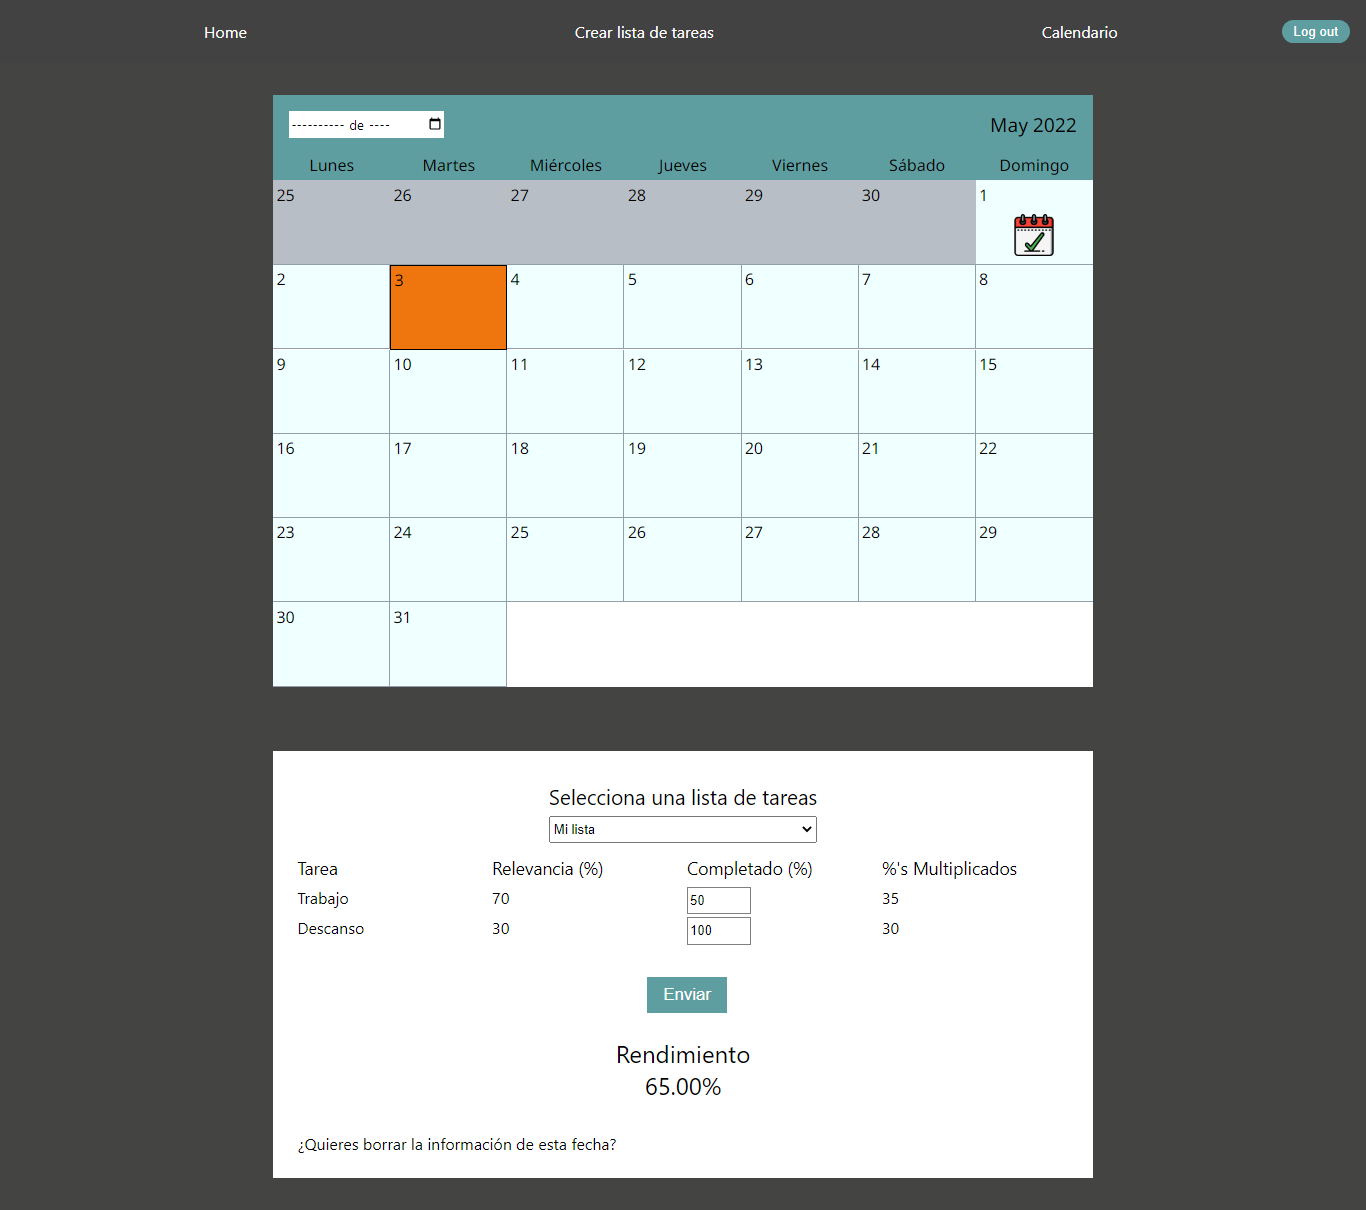 Home Crear lista de tareas Calendario Log out
---------- de ---- May 2022
Lunes Martes Miércoles Jueves Viernes Sábado Domingo
25 26 27 28 29 30 1
2 3 4 5 6 7 8
9 10 11 12 13 14 15
16 17 18 19 20 21 22
23 24 25 26 27 28 29
30 31
Selecciona una lista de tareas
Mi lista
Tarea Relevancia (%) Completado (%) %'s Multiplicados
Trabajo 70 50 35
Descanso 30 100 30
Enviar
Rendimiento
65.00%
¿Quieres borrar la información de esta fecha?